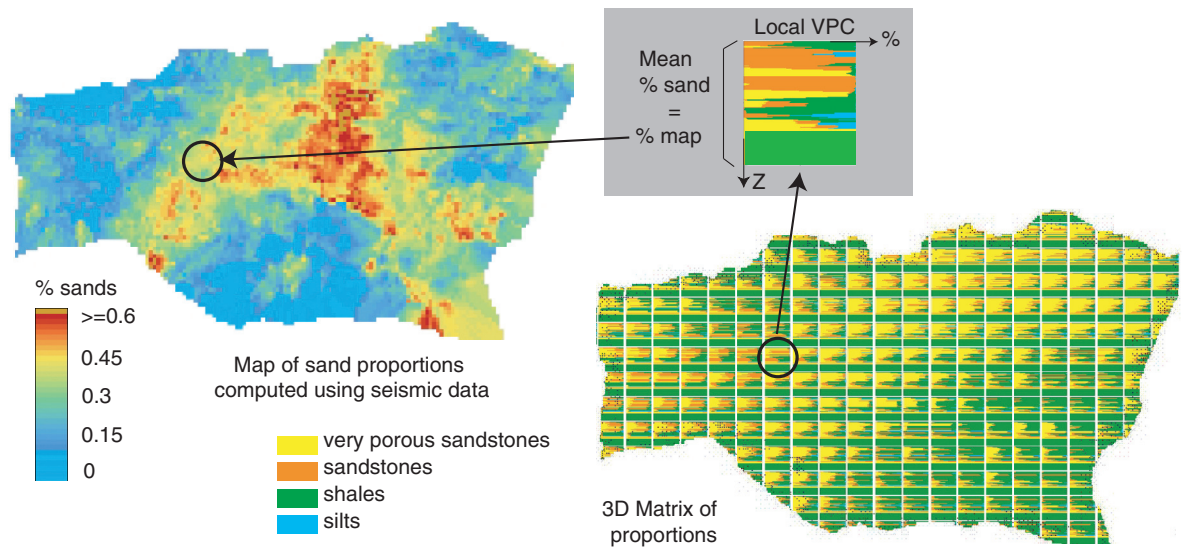 Local VPC
%
Mean
% sand
=
% map
Z
% sands
>=0.6
0.45
0.3
0.15
0
Map of sand proportions
computed using seismic data
very porous sandstones
sandstones
shales
silts
3D Matrix of
proportions